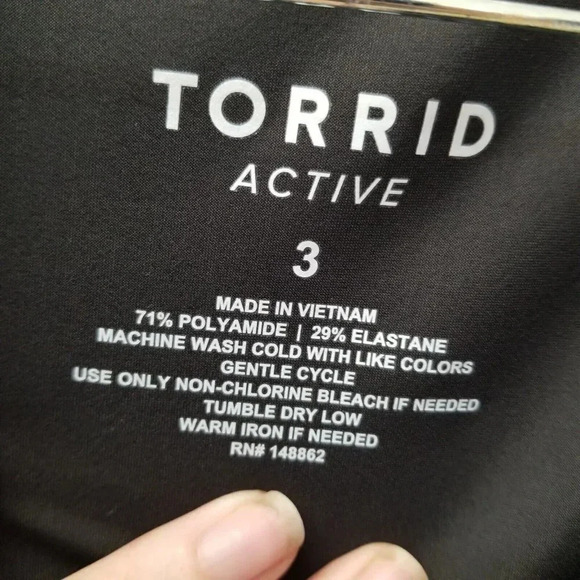 TORRID
ACTIVE
3
MADE IN VIETNAM
71% POLYAMIDE | 29% ELASTANE
MACHINE WASH COLD WITH LIKE COLORS
GENTLE CYCLE
USE ONLY NON-CHLORINE BLEACH IF NEEDED
TUMBLE DRY LOW
WARM IRON IF NEEDED
RN# 148862